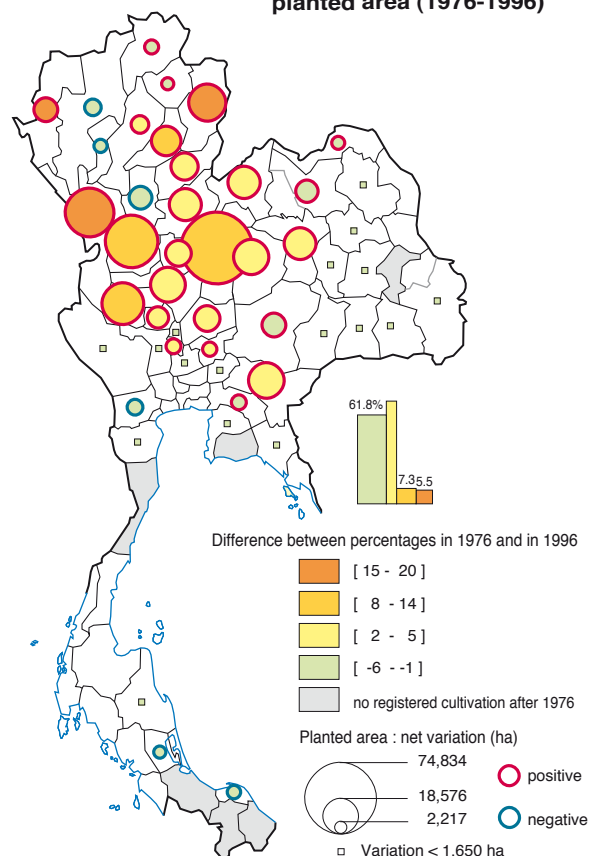 planted area (1976-1996)
61.8%
7.3 5.5
Difference between percentages in 1976 and in 1996
[ 15 - 20 ]
[ 8 - 14 ]
[ 2 - 5 ]
[ -6 - -1 ]
no registered cultivation after 1976
Planted area : net variation (ha)
74,834
18,576
2,217
positive
negative
Variation < 1,650 ha